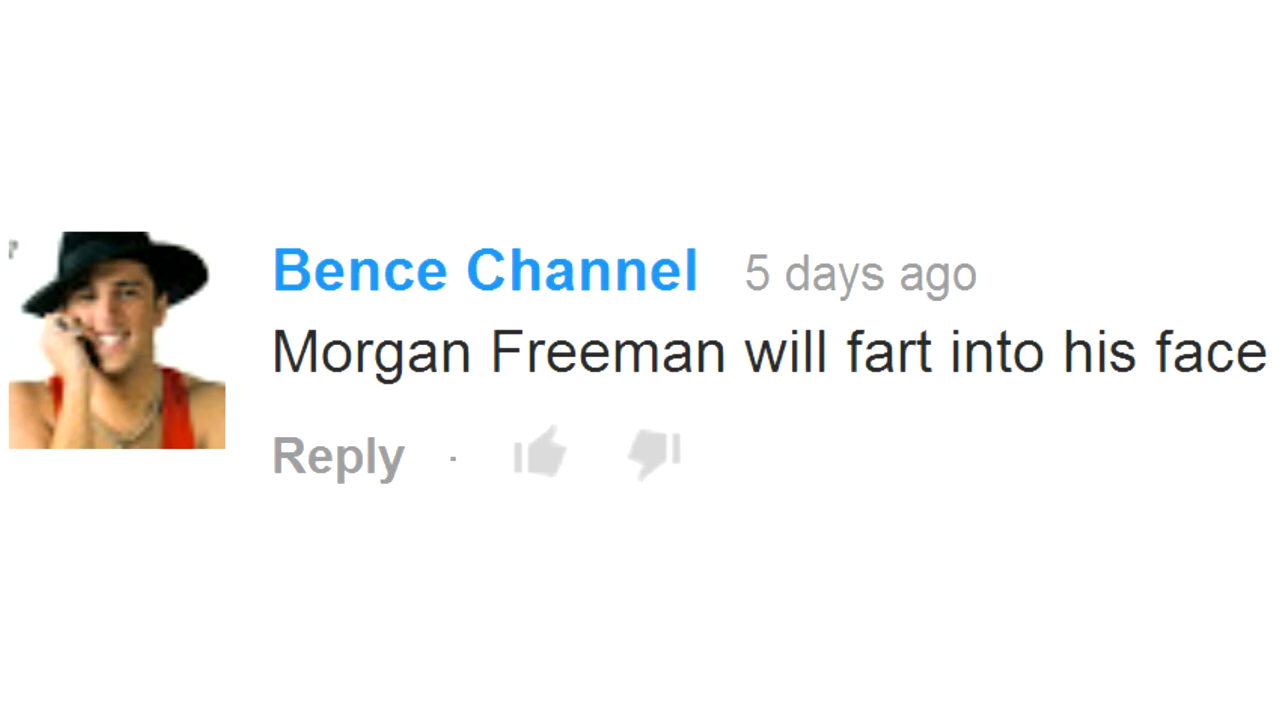 Bence Channel 5 days ago
Morgan Freeman will fart into his face
Reply ·